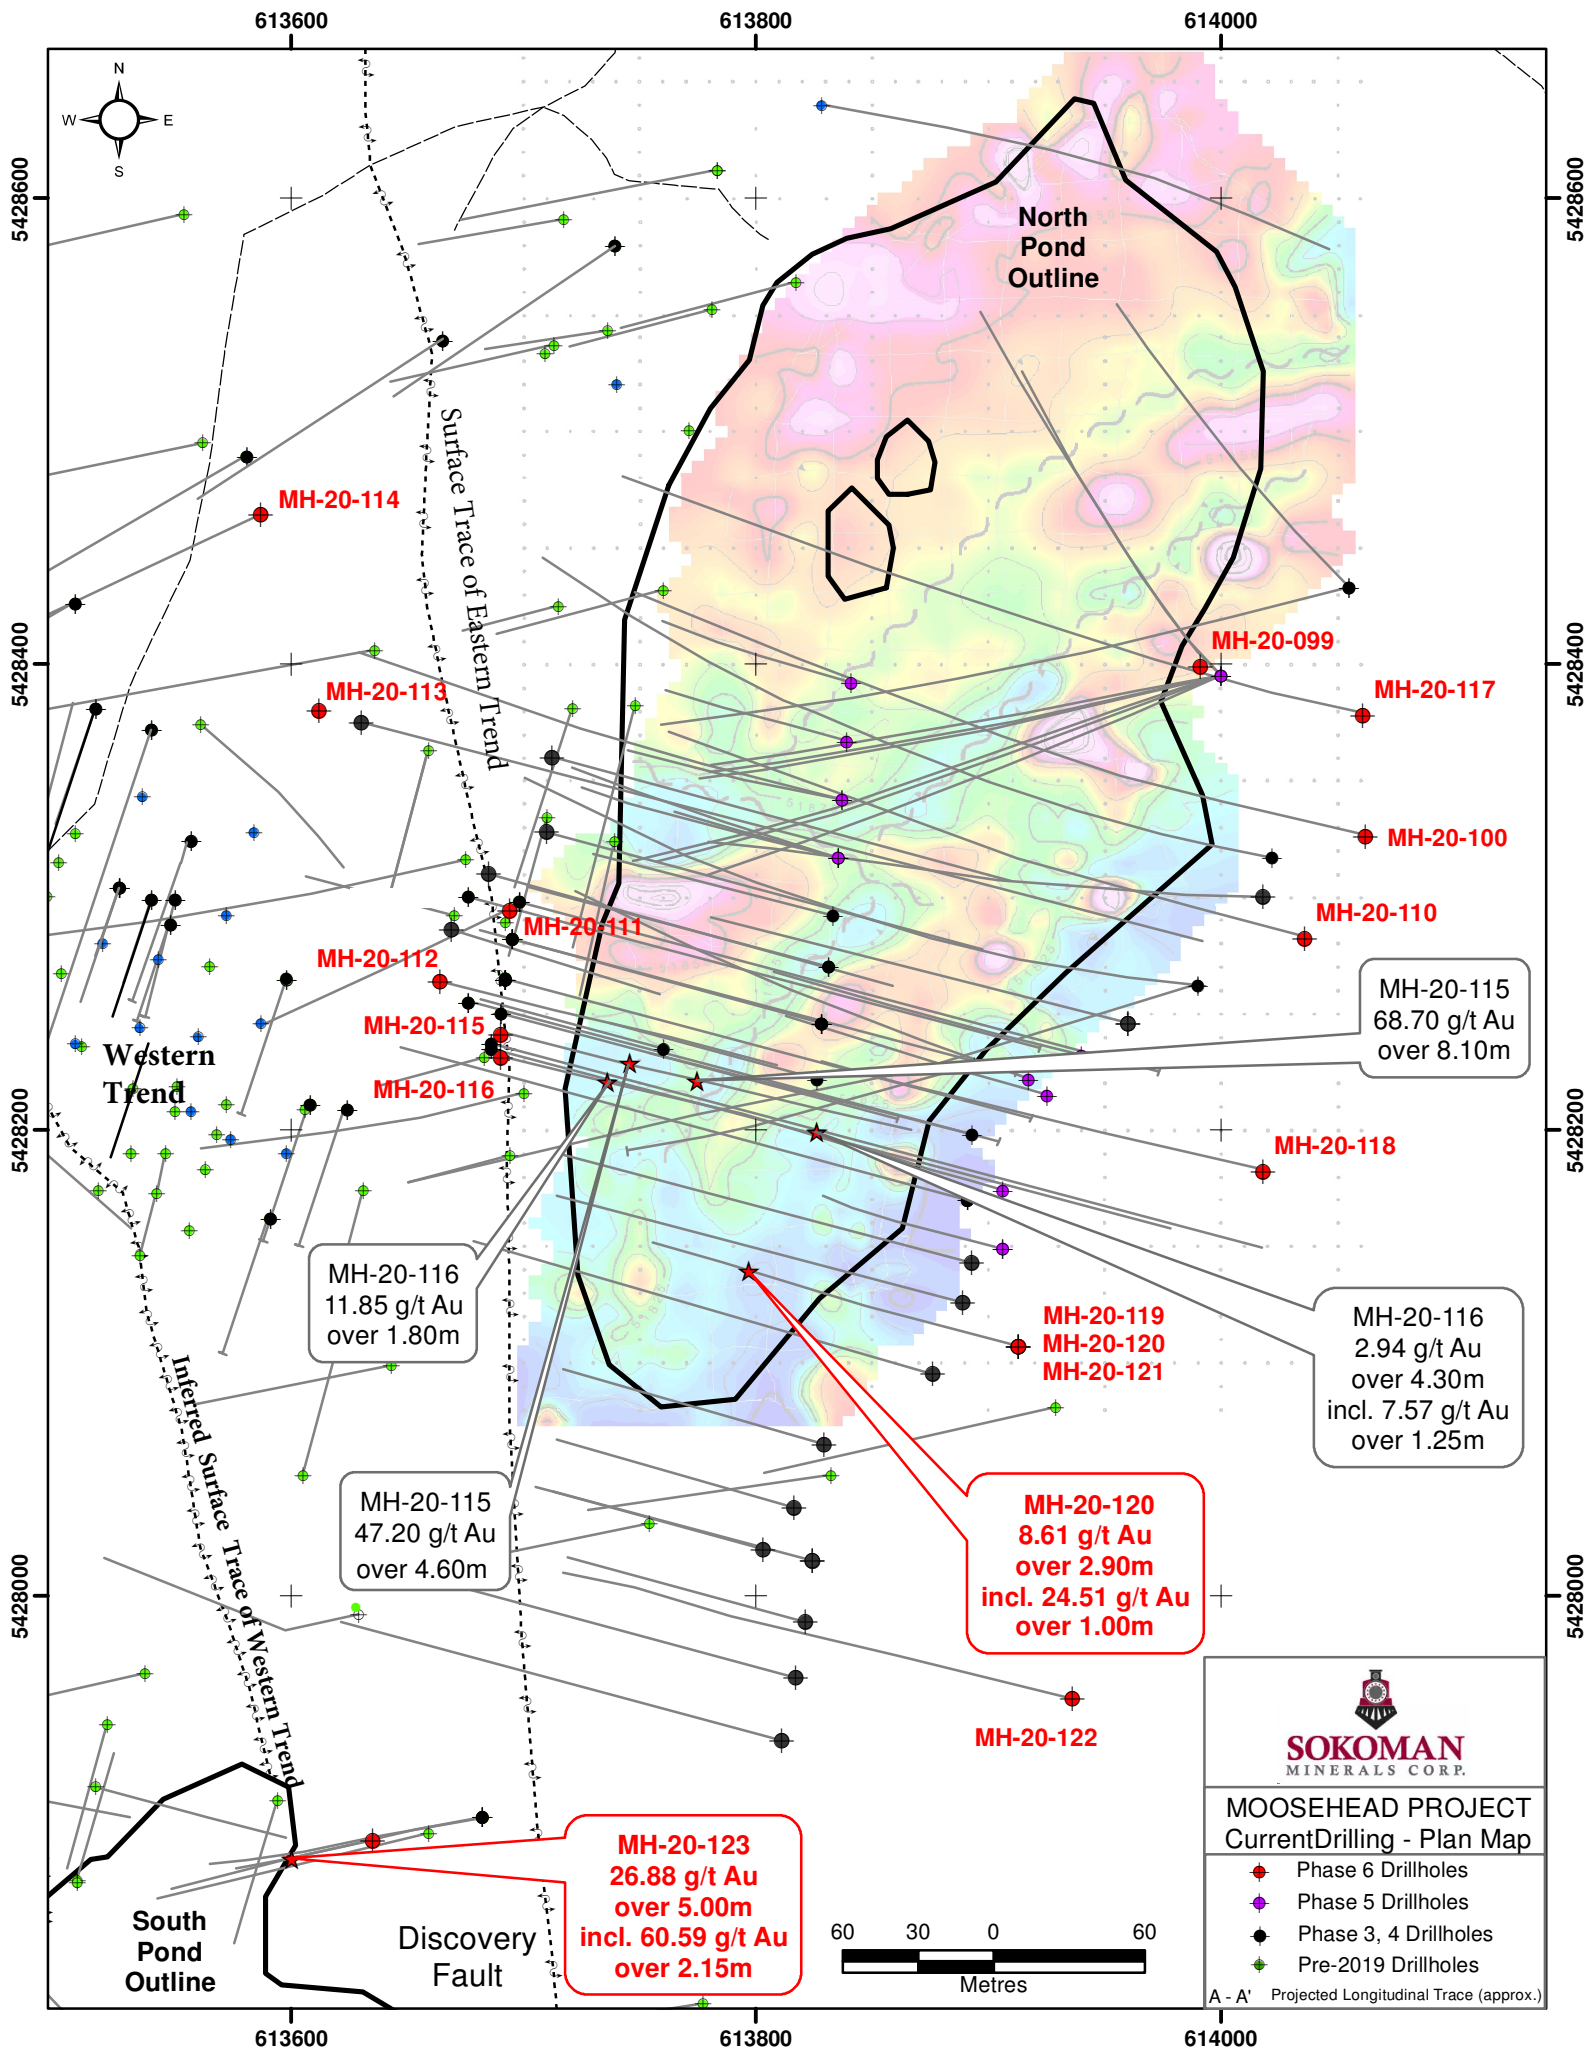 613600
613800
614000
N
W
E
S
5428600
5428600
North
Pond
Outline
Surface Trace of Eastern Trend
MH-20-114
5428400
5428400
MH-20-099
MH-20-117
MH-20-113
MH-20-100
MH-20-110
MH-20-111
MH-20-112
MH-20-115
68.70 g/t Au
over 8.10m
MH-20-115
Western
Trend
MH-20-116
5428200
5428200
MH-20-118
MH-20-116
11.85 g/t Au
over 1.80m
MH-20-119
MH-20-120
MH-20-121
MH-20-116
2.94 g/t Au
over 4.30m
incl. 7.57 g/t Au
over 1.25m
Inferred Surface Trace of Western Trend
MH-20-115
47.20 g/t Au
over 4.60m
MH-20-120
8.61 g/t Au
over 2.90m
incl. 24.51 g/t Au
over 1.00m
5428000
5428000
MH-20-122
SOKOMAN
MINERALS CORP.
MOOSEHEAD PROJECT
CurrentDrilling - Plan Map
Phase 6 Drillholes
Phase 5 Drillholes
Phase 3, 4 Drillholes
Pre-2019 Drillholes
A - A' Projected Longitudinal Trace (approx.)
MH-20-123
26.88 g/t Au
over 5.00m
incl. 60.59 g/t Au
over 2.15m
South
Pond
Outline
Discovery
Fault
60 30 0 60
Metres
613600
613800
614000